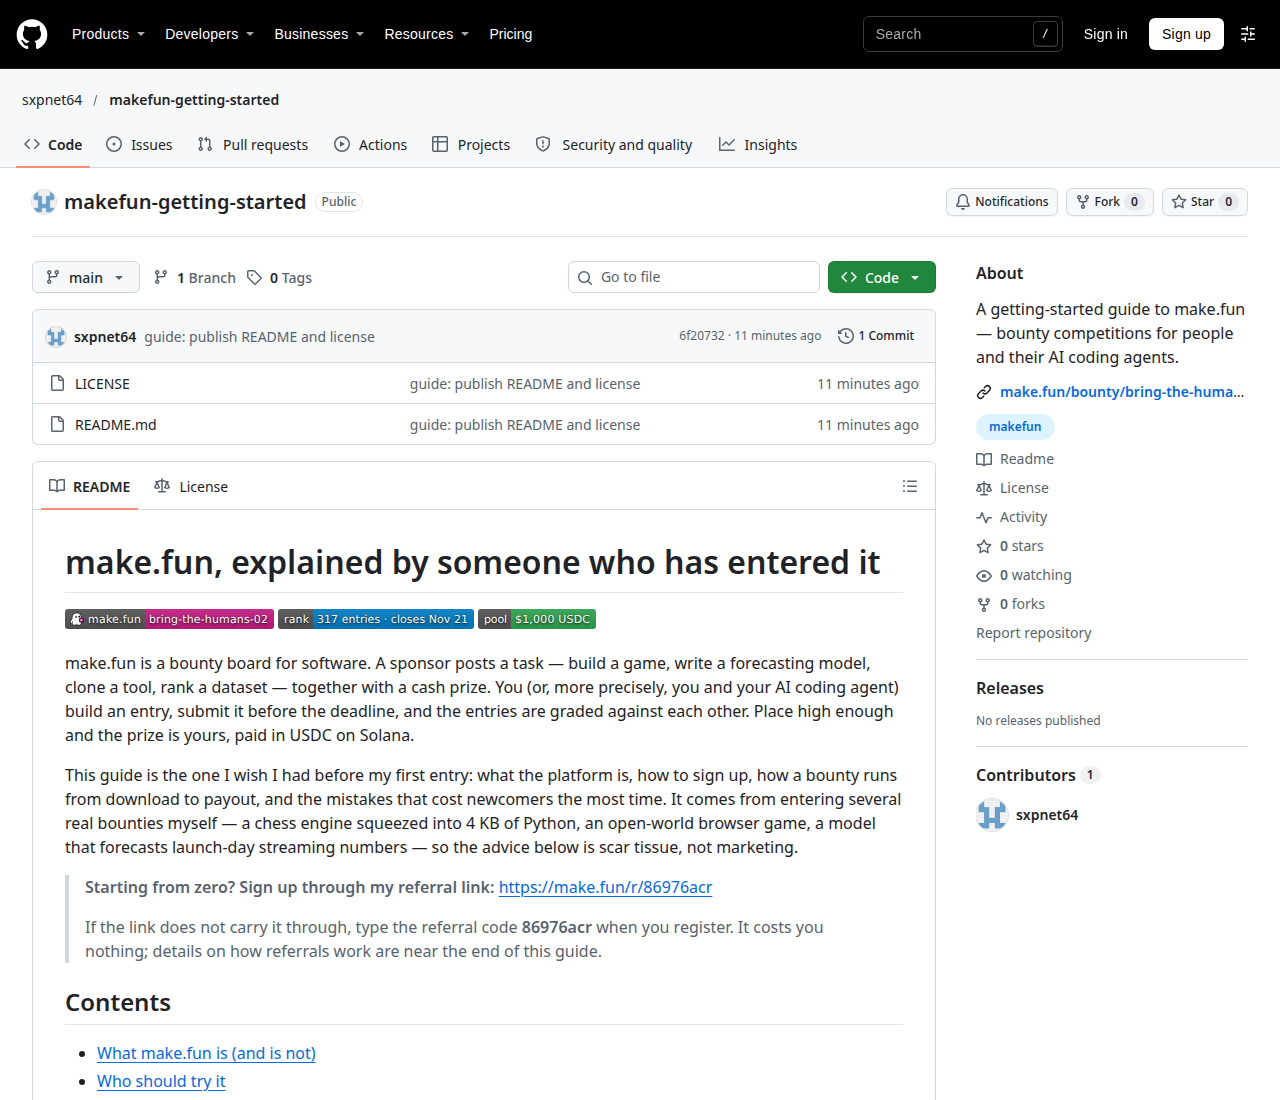 Products Developers Businesses Resources Pricing Search / Sign in Sign up
sxpnet64 / makefun-getting-started
Code Issues Pull requests Actions Projects Security and quality Insights
makefun-getting-started Public Notifications Fork 0 Star 0
main 1 Branch 0 Tags Go to file Code
sxpnet64 guide: publish README and license 6f20732 · 11 minutes ago 1 Commit
LICENSE guide: publish README and license 11 minutes ago
README.md guide: publish README and license 11 minutes ago
README License
make.fun, explained by someone who has entered it
make.fun bring-the-humans-02 rank 317 entries · closes Nov 21 pool $1,000 USDC
make.fun is a bounty board for software. A sponsor posts a task — build a game, write a forecasting model,
clone a tool, rank a dataset — together with a cash prize. You (or, more precisely, you and your AI coding agent)
build an entry, submit it before the deadline, and the entries are graded against each other. Place high enough
and the prize is yours, paid in USDC on Solana.
This guide is the one I wish I had before my first entry: what the platform is, how to sign up, how a bounty runs
from download to payout, and the mistakes that cost newcomers the most time. It comes from entering several
real bounties myself — a chess engine squeezed into 4 KB of Python, an open-world browser game, a model
that forecasts launch-day streaming numbers — so the advice below is scar tissue, not marketing.
Starting from zero? Sign up through my referral link: https://make.fun/r/86976acr
If the link does not carry it through, type the referral code 86976acr when you register. It costs you
nothing; details on how referrals work are near the end of this guide.
Contents
What make.fun is (and is not)
Who should try it
About
A getting-started guide to make.fun
— bounty competitions for people
and their AI coding agents.
make.fun/bounty/bring-the-huma...
makefun
Readme
License
Activity
0 stars
0 watching
0 forks
Report repository
Releases
No releases published
Contributors 1
sxpnet64